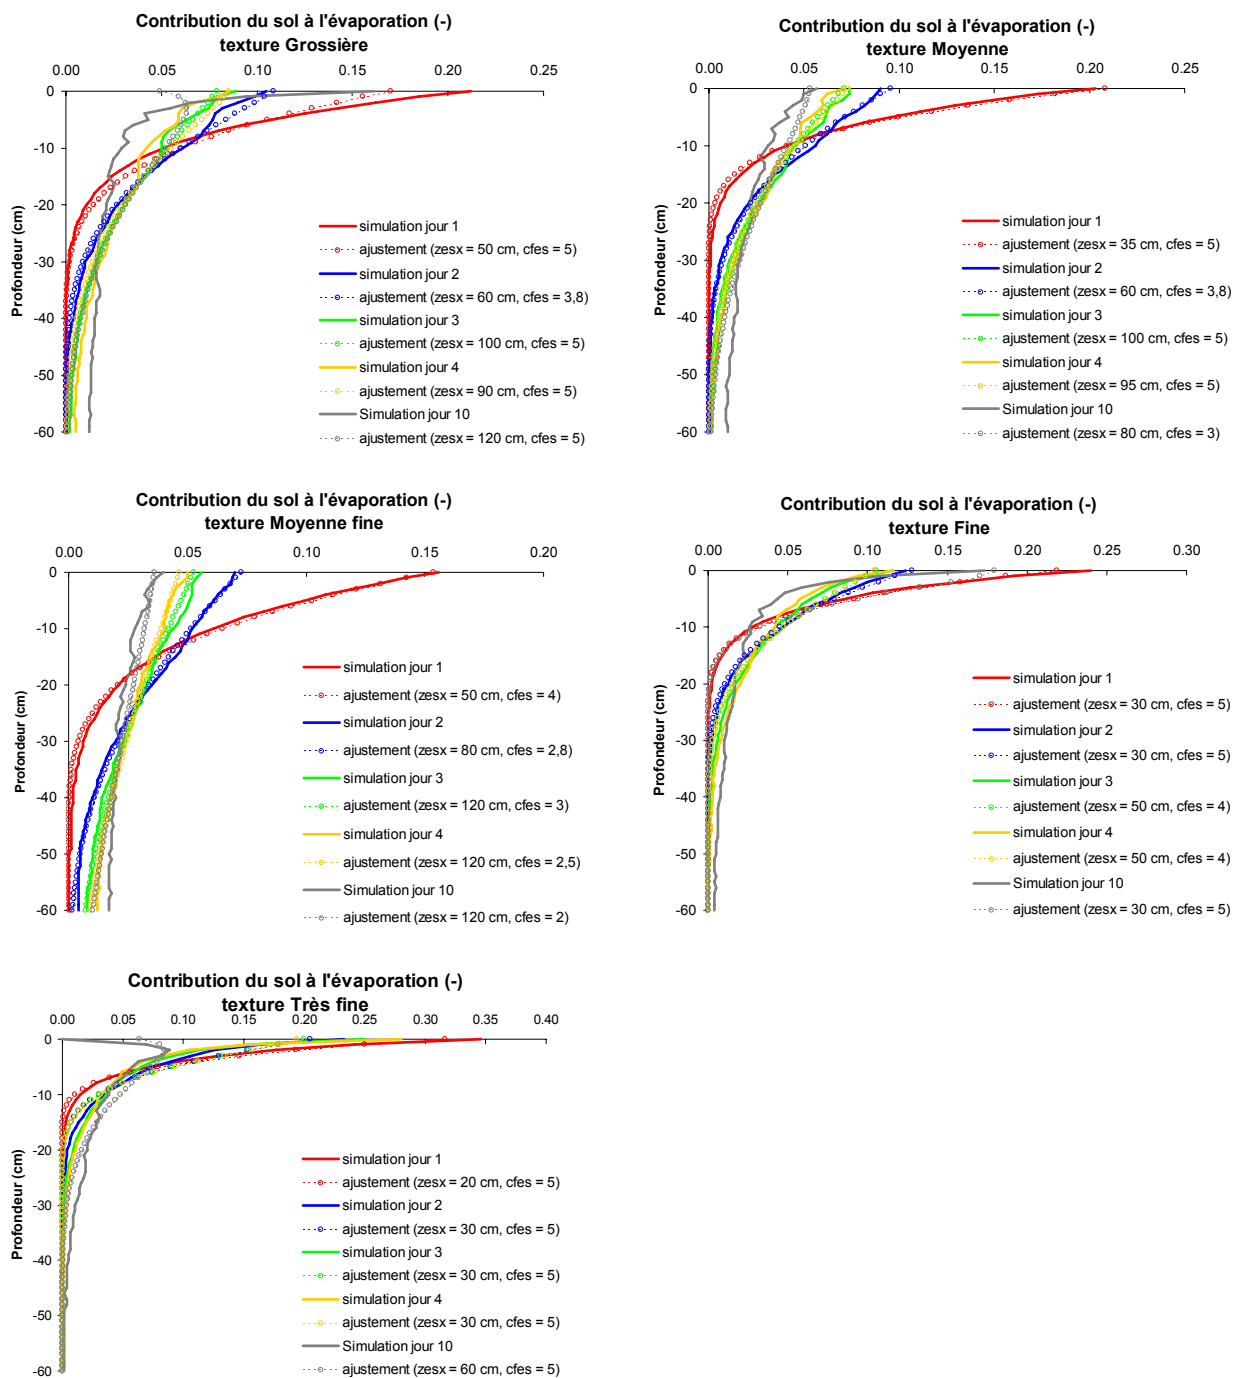 Contribution du sol à l'évaporation (-)
texture Grossière
0.00 0.05 0.10 0.15 0.20 0.25
0
-10
-20
-30
-40
-50
-60
Profondeur (cm)
simulation jour 1
ajustement (zesx = 50 cm, cfes = 5)
simulation jour 2
ajustement (zesx = 60 cm, cfes = 3,8)
simulation jour 3
ajustement (zesx = 100 cm, cfes = 5)
simulation jour 4
ajustement (zesx = 90 cm, cfes = 5)
Simulation jour 10
ajustement (zesx = 120 cm, cfes = 5)
Contribution du sol à l'évaporation (-)
texture Moyenne
0.00 0.05 0.10 0.15 0.20 0.25
0
-10
-20
-30
-40
-50
-60
Profondeur (cm)
simulation jour 1
ajustement (zesx = 35 cm, cfes = 5)
simulation jour 2
ajustement (zesx = 60 cm, cfes = 3,8)
simulation jour 3
ajustement (zesx = 100 cm, cfes = 5)
simulation jour 4
ajustement (zesx = 95 cm, cfes = 5)
Simulation jour 10
ajustement (zesx = 80 cm, cfes = 3)
Contribution du sol à l'évaporation (-)
texture Moyenne fine
0.00 0.05 0.10 0.15 0.20
0
-10
-20
-30
-40
-50
-60
Profondeur (cm)
simulation jour 1
ajustement (zesx = 50 cm, cfes = 4)
simulation jour 2
ajustement (zesx = 80 cm, cfes = 2,8)
simulation jour 3
ajustement (zesx = 120 cm, cfes = 3)
simulation jour 4
ajustement (zesx = 120 cm, cfes = 2,5)
Simulation jour 10
ajustement (zesx = 120 cm, cfes = 2)
Contribution du sol à l'évaporation (-)
texture Fine
0.00 0.05 0.10 0.15 0.20 0.25 0.30
0
-10
-20
-30
-40
-50
-60
Profondeur (cm)
simulation jour 1
ajustement (zesx = 30 cm, cfes = 5)
simulation jour 2
ajustement (zesx = 30 cm, cfes = 5)
simulation jour 3
ajustement (zesx = 50 cm, cfes = 4)
simulation jour 4
ajustement (zesx = 50 cm, cfes = 4)
Simulation jour 10
ajustement (zesx = 30 cm, cfes = 5)
Contribution du sol à l'évaporation (-)
texture Très fine
0.00 0.05 0.10 0.15 0.20 0.25 0.30 0.35 0.40
0
-10
-20
-30
-40
-50
-60
Profondeur (cm)
simulation jour 1
ajustement (zesx = 20 cm, cfes = 5)
simulation jour 2
ajustement (zesx = 30 cm, cfes = 5)
simulation jour 3
ajustement (zesx = 30 cm, cfes = 5)
simulation jour 4
ajustement (zesx = 30 cm, cfes = 5)
Simulation jour 10
ajustement (zesx = 60 cm, cfes = 5)